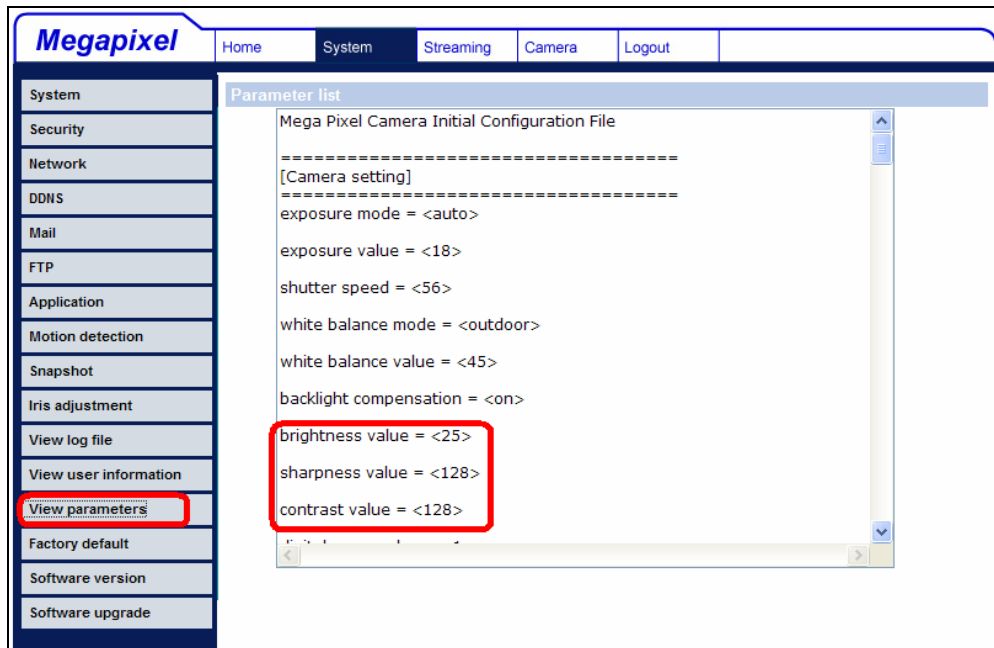 Megapixel
Home System Streaming Camera Logout
System
Security
Network
DDNS
Mail
FTP
Application
Motion detection
Snapshot
Iris adjustment
View log file
View user information
View parameters
Factory default
Software version
Software upgrade
Parameter list
Mega Pixel Camera Initial Configuration File
====================================
[Camera setting]
====================================
exposure mode = <auto>
exposure value = <18>
shutter speed = <56>
white balance mode = <outdoor>
white balance value = <45>
backlight compensation = <on>
brightness value = <25>
sharpness value = <128>
contrast value = <128>